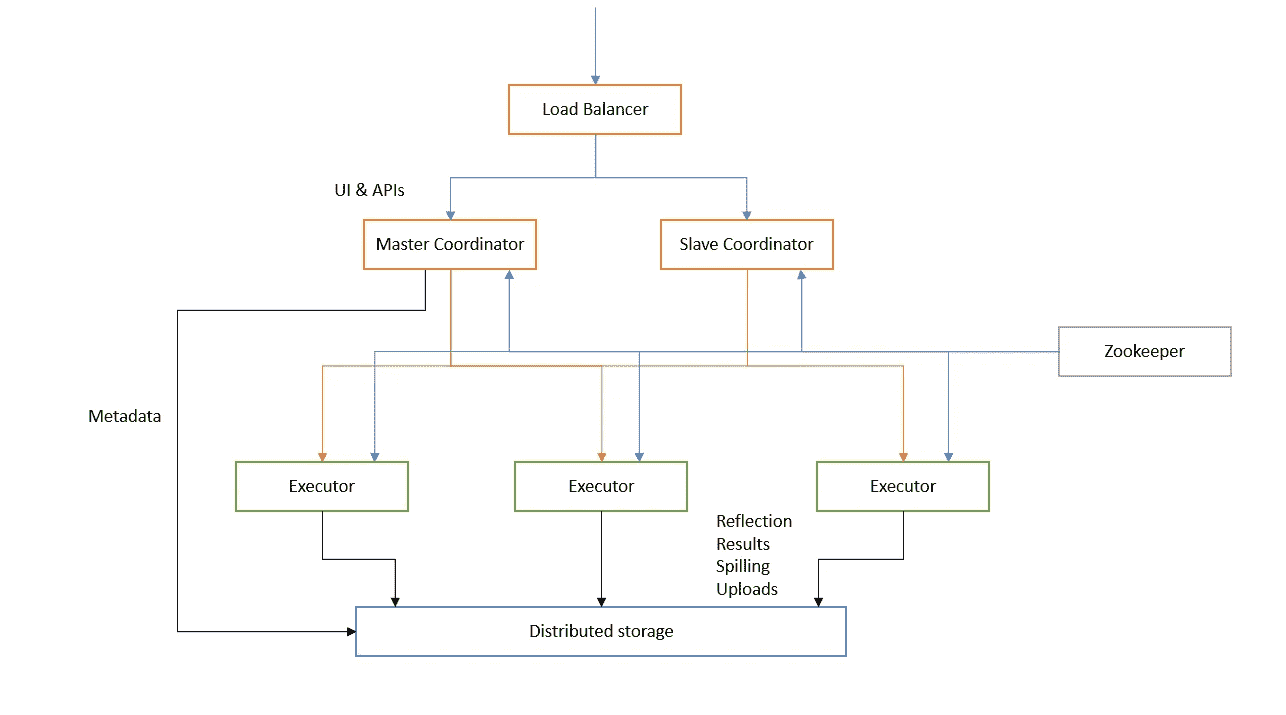 Load Balancer
UI & APIs
Master Coordinator
Slave Coordinator
Zookeeper
Metadata
Executor
Executor
Executor
Reflection
Results
Spilling
Uploads
Distributed storage